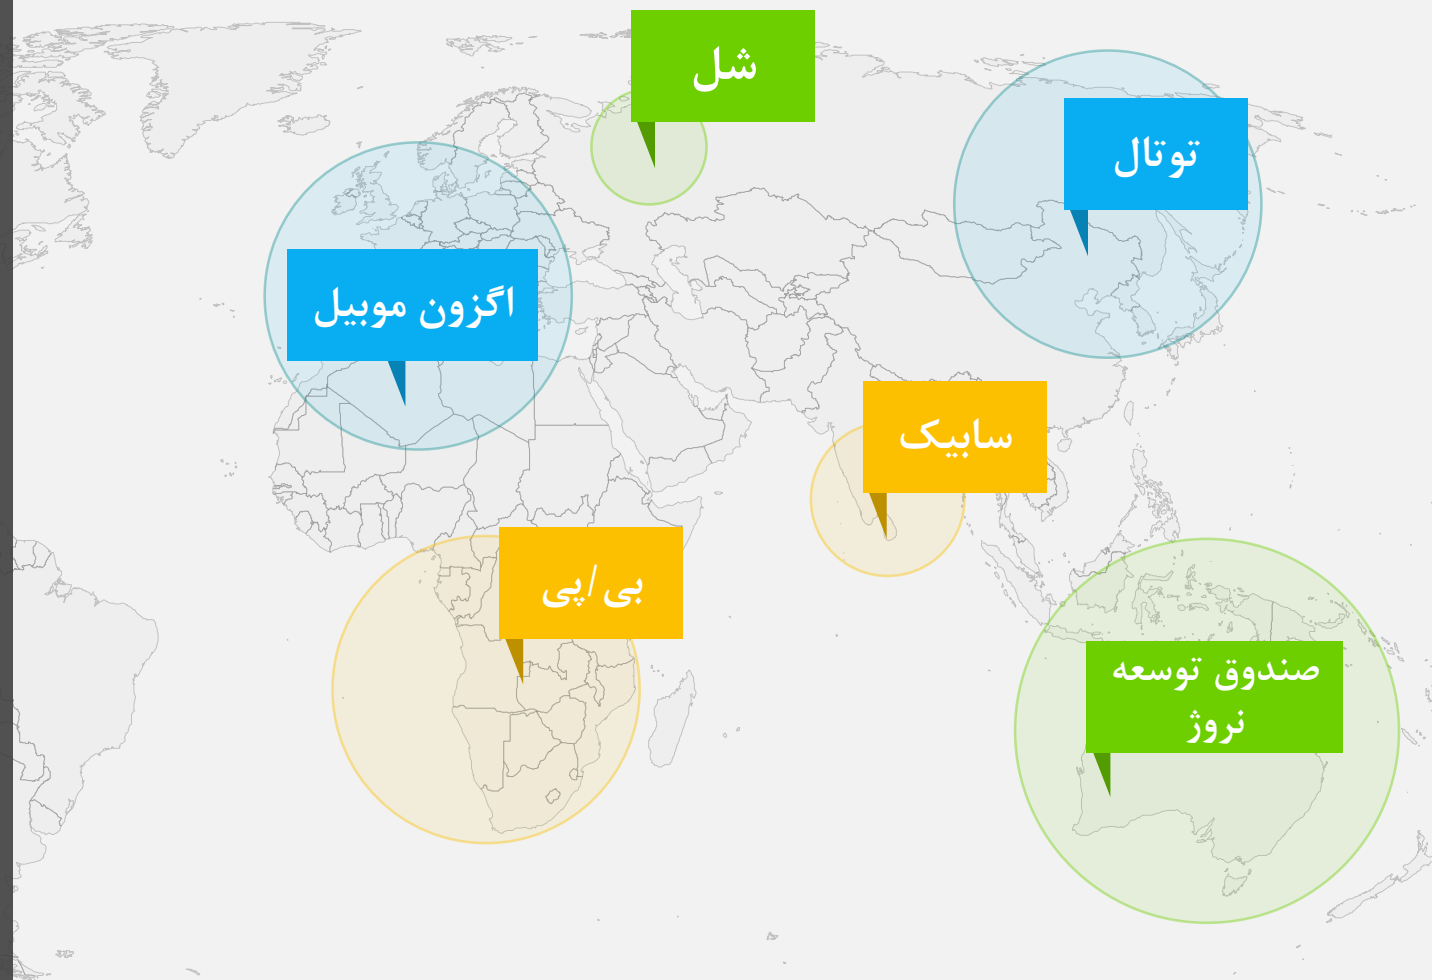 شل
توتال
اگزون موبیل
سابیک
بی/پی
صندوق توسعه
نروژ